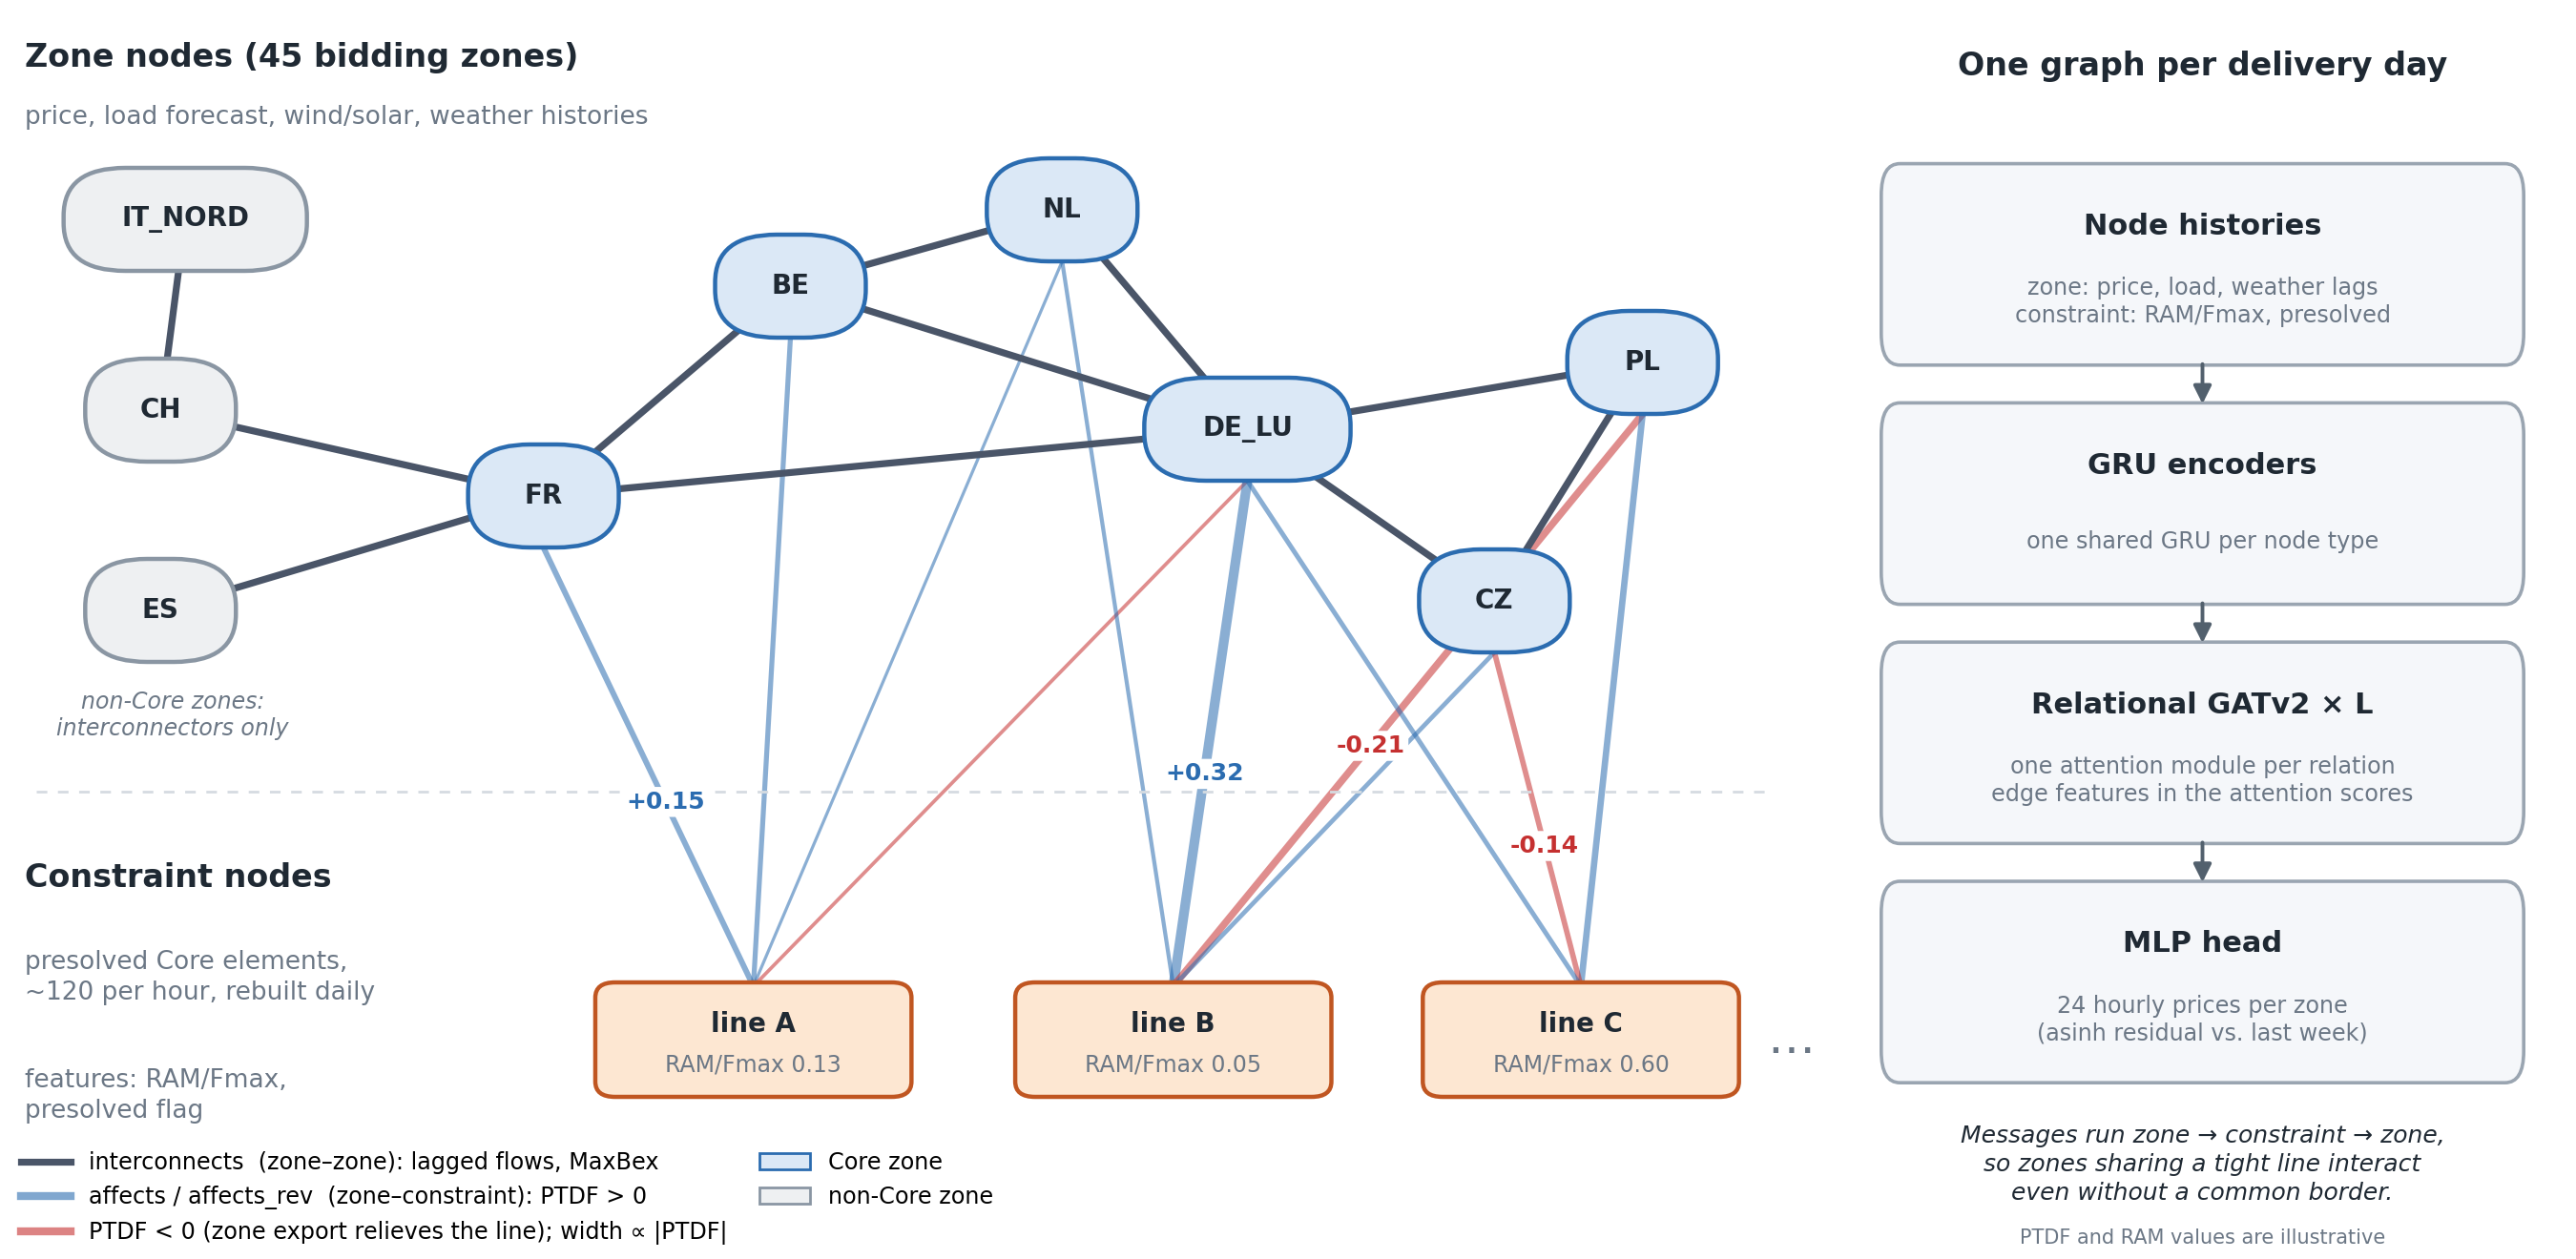 Zone nodes (45 bidding zones)
price, load forecast, wind/solar, weather histories
IT_NORD
NL
BE
PL
CH
DE_LU
FR
CZ
ES
non-Core zones:
interconnectors only
+0.15
+0.32
-0.21
-0.14
Constraint nodes
presolved Core elements,
~120 per hour, rebuilt daily
features: RAM/Fmax,
presolved flag
line A
RAM/Fmax 0.13
line B
RAM/Fmax 0.05
line C
RAM/Fmax 0.60
...
interconnects (zone–zone): lagged flows, MaxBex
affects / affects_rev (zone–constraint): PTDF > 0
PTDF < 0 (zone export relieves the line); width ∝ |PTDF|
Core zone
non-Core zone
One graph per delivery day
Node histories
zone: price, load, weather lags
constraint: RAM/Fmax, presolved
GRU encoders
one shared GRU per node type
Relational GATv2 × L
one attention module per relation
edge features in the attention scores
MLP head
24 hourly prices per zone
(asinh residual vs. last week)
Messages run zone → constraint → zone,
so zones sharing a tight line interact
even without a common border.
PTDF and RAM values are illustrative